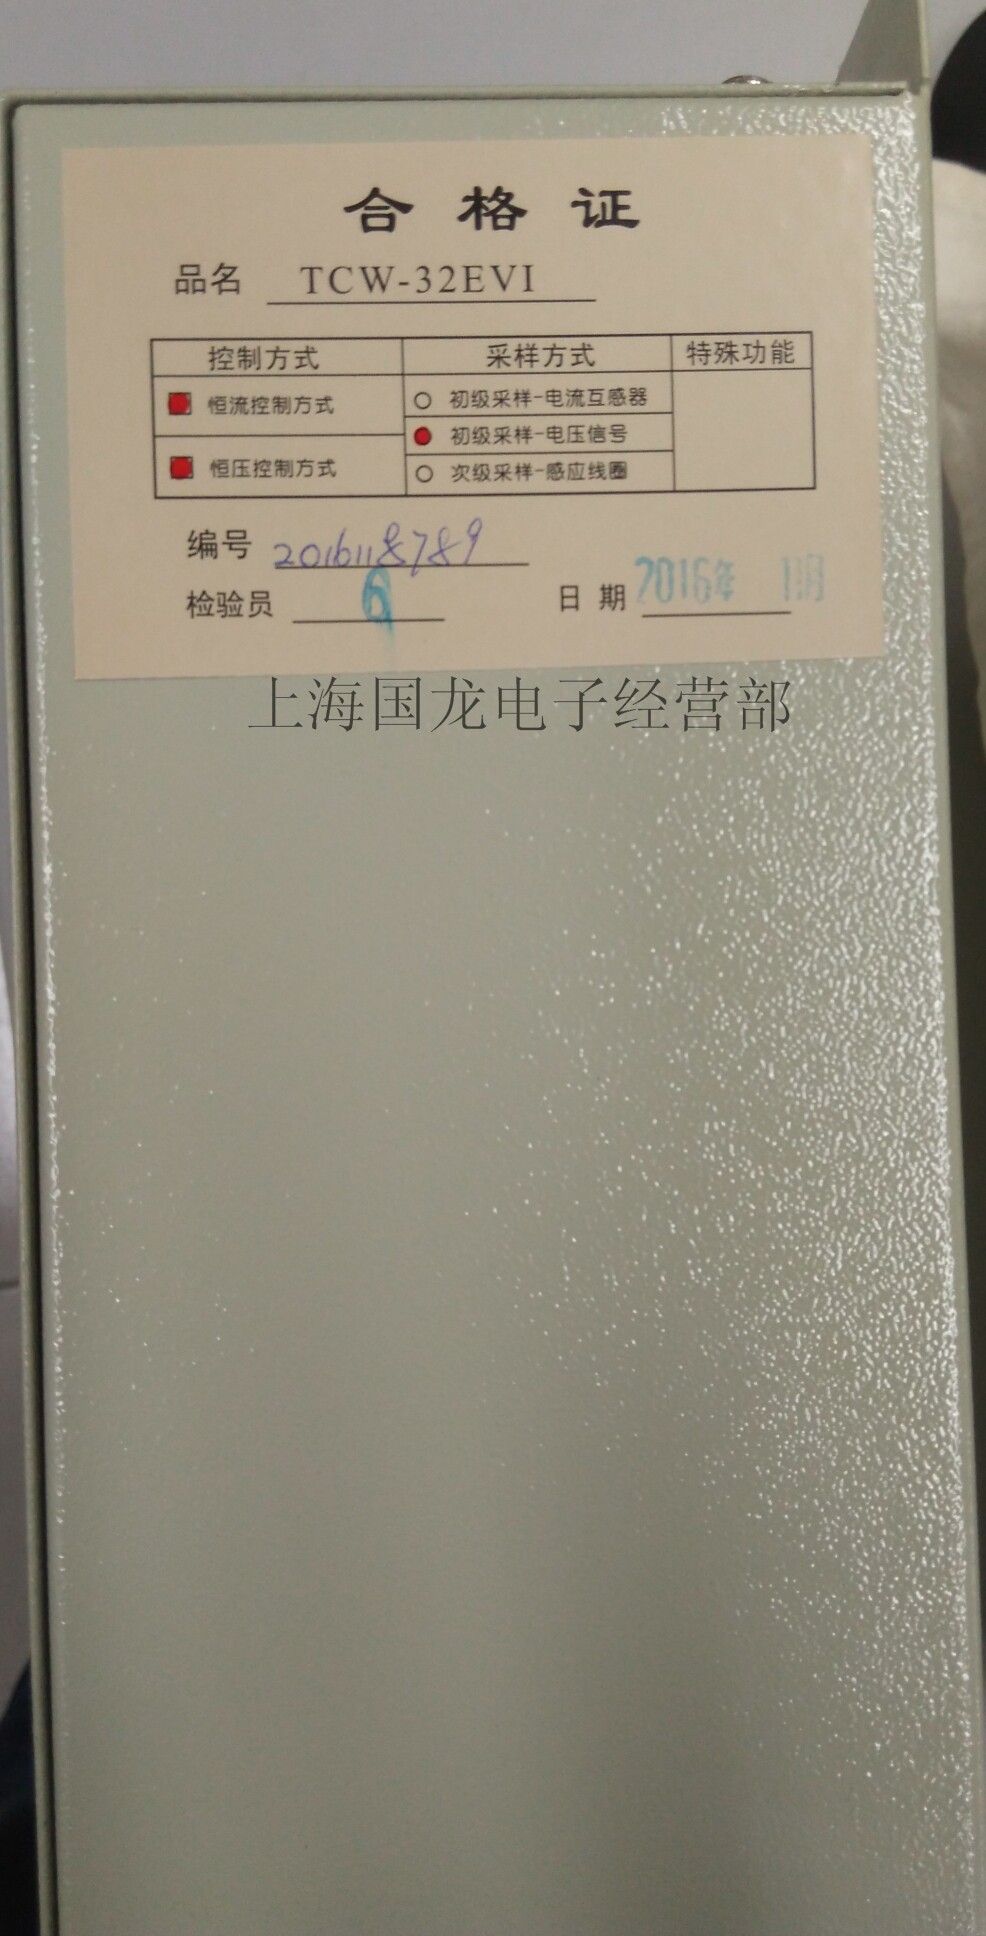 合格证
品名 TCW-32EVI
控制方式 采样方式 特殊功能
恒流控制方式 初级采样-电流互感器
初级采样-电压信号
恒压控制方式 次级采样-感应线圈
编号 2016118789
检验员 6 日期 2016年
上海国龙电子经营部